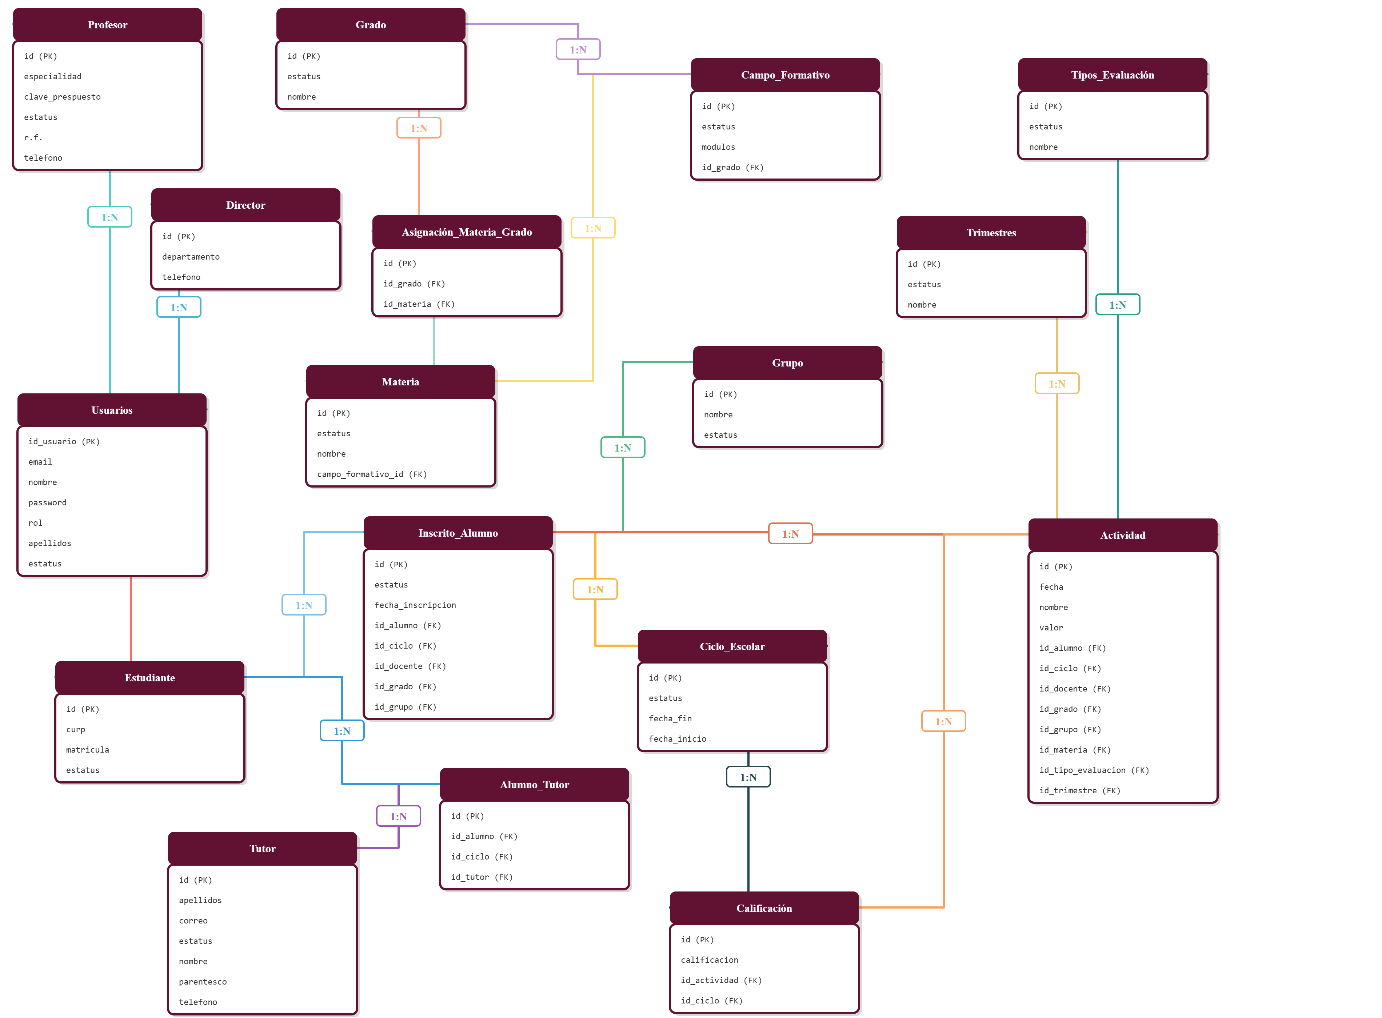 Profesor
id (PK)
especialidad
clave_prespuesto
estatus
r.f.
telefono
1:N
Grado
id (PK)
estatus
nombre
1:N
1:N
Campo_Formativo
id (PK)
estatus
modulos
id_grado (FK)
1:N
Tipos_Evaluación
id (PK)
estatus
nombre
1:N
Director
id (PK)
departamento
telefono
1:N
Asignación_Materia_Grado
id (PK)
id_grado (FK)
id_materia (FK)
Trimestres
id (PK)
estatus
nombre
1:N
Materia
id (PK)
estatus
nombre
campo_formativo_id (FK)
Grupo
id (PK)
nombre
estatus
1:N
Usuarios
id_usuario (PK)
email
nombre
password
rol
apellidos
estatus
Inscrito_Alumno
id (PK)
estatus
fecha_inscripcion
id_alumno (FK)
id_ciclo (FK)
id_docente (FK)
id_grado (FK)
id_grupo (FK)
1:N
1:N
1:N
Actividad
id (PK)
fecha
nombre
valor
id_alumno (FK)
id_ciclo (FK)
id_docente (FK)
id_grado (FK)
id_grupo (FK)
id_materia (FK)
id_tipo_evaluacion (FK)
id_trimestre (FK)
Ciclo_Escolar
id (PK)
estatus
fecha_fin
fecha_inicio
1:N
1:N
Estudiante
id (PK)
curp
matricula
estatus
1:N
Alumno_Tutor
id (PK)
id_alumno (FK)
id_ciclo (FK)
id_tutor (FK)
1:N
Tutor
id (PK)
apellidos
correo
estatus
nombre
parentesco
telefono
Calificación
id (PK)
calificacion
id_actividad (FK)
id_ciclo (FK)